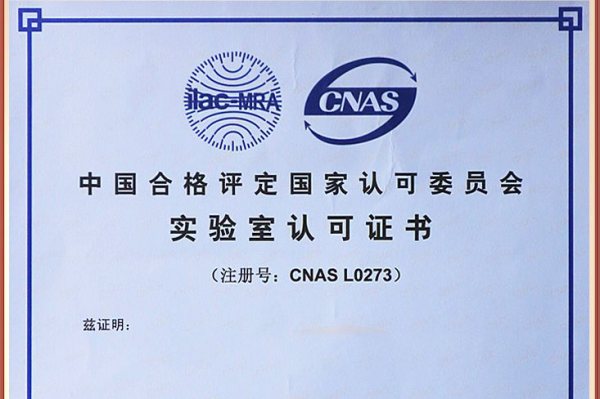 ilac-MRA
CNAS
中国合格评定国家认可委员会
实验室认可证书
（注册号：CNAS L0273）
兹证明：